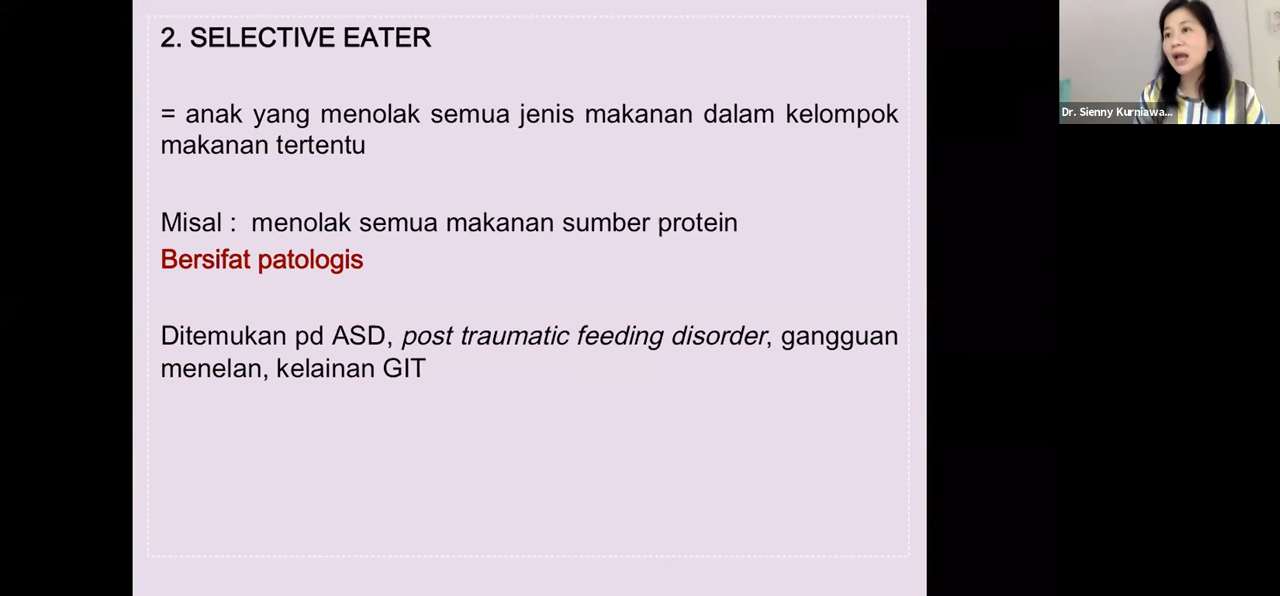 2. SELECTIVE EATER
= anak yang menolak semua jenis makanan dalam kelompok
makanan tertentu
Misal : menolak semua makanan sumber protein
Bersifat patologis
Ditemukan pd ASD, post traumatic feeding disorder, gangguan
menelan, kelainan GIT
Dr. Sienny Kurniawa...